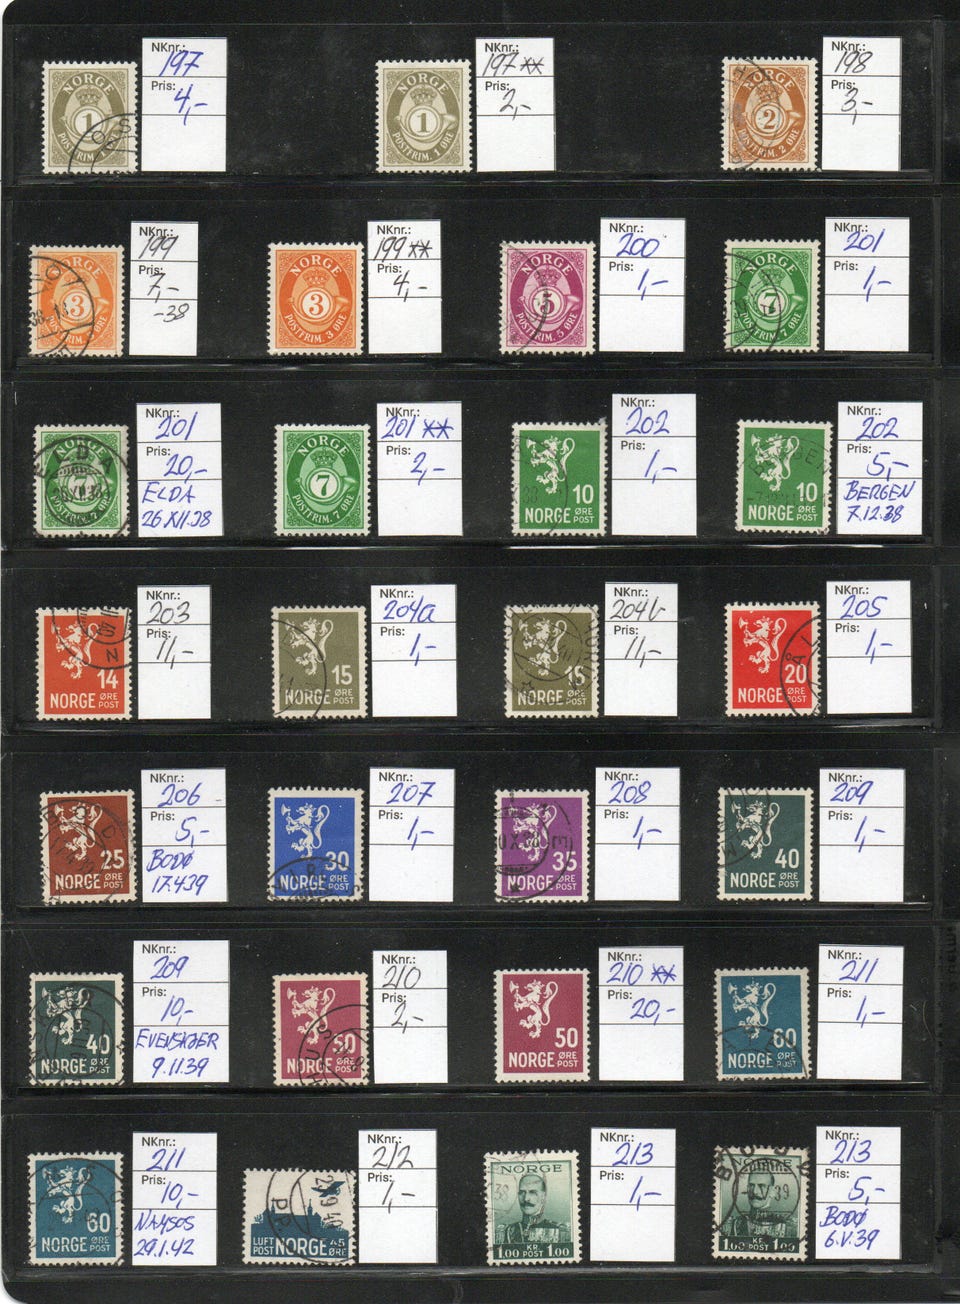 NORGE
1
POSTFRIM. 1 ØRE
NKnr.:
197
Pris:
4,-
NORGE
1
POSTFRIM. 1 ØRE
NKnr.:
197 **
Pris:
2,-
NORGE
2
POSTFRIM. 2 ØRE
NKnr.:
198
Pris:
3,-
NORGE
3
POSTFRIM. 3 ØRE
NKnr.:
199
Pris:
7,-
-38
NORGE
3
POSTFRIM. 3 ØRE
NKnr.:
199 **
Pris:
4,-
NORGE
5
POSTFRIM. 5 ØRE
NKnr.:
200
Pris:
1,-
NORGE
7
POSTFRIM. 7 ØRE
NKnr.:
201
Pris:
1,-
7
NKnr.:
201
Pris:
20,-
ELDA
26.XII.38
NORGE
7
POSTFRIM. 7 ØRE
NKnr.:
201 **
Pris:
2,-
10
NORGE ØRE POST
NKnr.:
202
Pris:
1,-
BERGEN
10
NORGE ØRE POST
NKnr.:
202
Pris:
5,-
BERGEN
7.12.38
14
NORGE ØRE POST
NKnr.:
203
Pris:
11,-
15
NORGE ØRE POST
NKnr.:
204a
Pris:
1,-
15
NORGE ØRE POST
NKnr.:
204b
Pris:
11,-
20
NORGE ØRE POST
NKnr.:
205
Pris:
1,-
25
NORGE ØRE POST
NKnr.:
206
Pris:
5,-
BODØ
17.4.39
30
NORGE ØRE POST
NKnr.:
207
Pris:
1,-
35
NORGE ØRE POST
NKnr.:
208
Pris:
1,-
40
NORGE ØRE POST
NKnr.:
209
Pris:
1,-
40
NORGE ØRE POST
NKnr.:
209
Pris:
10,-
9.11.39
50
NORGE ØRE POST
NKnr.:
210
Pris:
2,-
50
NORGE ØRE POST
NKnr.:
210 **
Pris:
20,-
60
NORGE ØRE POST
NKnr.:
211
Pris:
1,-
60
NORGE ØRE POST
NKnr.:
211
Pris:
10,-
NAMSOS
29.1.42
LUFT POST NORGE 45 ØRE
NKnr.:
212
Pris:
1,-
NORGE
1.00 KR POST 1.00
NKnr.:
213
Pris:
1,-
NORGE
1.00 KR POST 1.00
NKnr.:
213
Pris:
5,-
BODØ
6.V.39